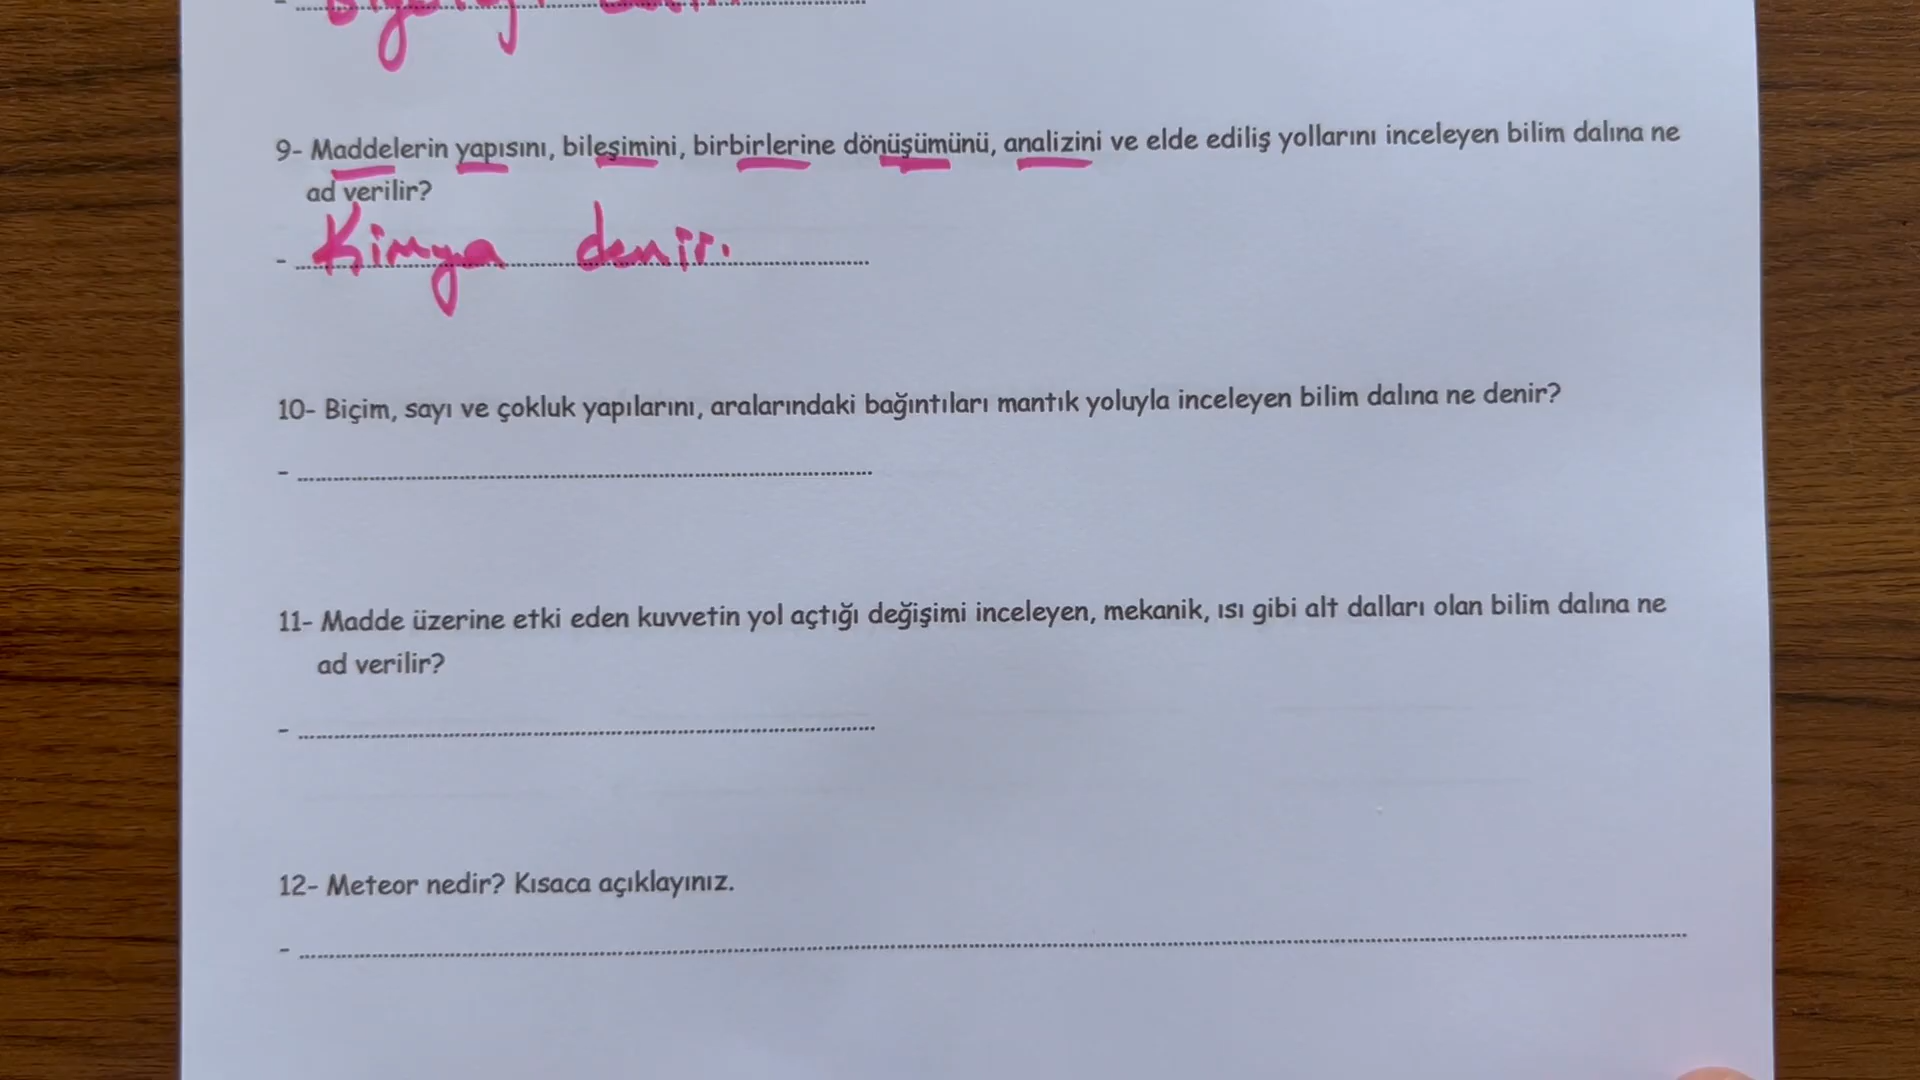 9- Maddelerin yapısını, bileşimini, birbirlerine dönüşümünü, analizini ve elde ediliş yollarını inceleyen bilim dalına ne
ad verilir?
- Kimya denir.
10- Biçim, sayı ve çokluk yapılarını, aralarındaki bağıntıları mantık yoluyla inceleyen bilim dalına ne denir?
-
11- Madde üzerine etki eden kuvvetin yol açtığı değişimi inceleyen, mekanik, ısı gibi alt dalları olan bilim dalına ne
ad verilir?
-
12- Meteor nedir? Kısaca açıklayınız.
-